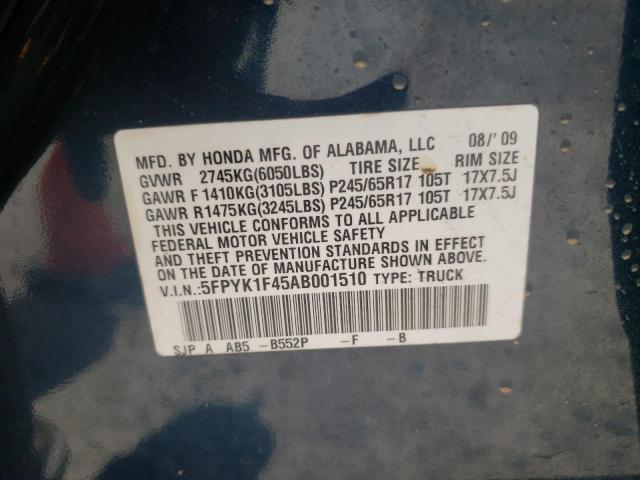 MFD. BY HONDA MFG. OF ALABAMA, LLC 08/'09
GVWR 2745KG(6050LBS) TIRE SIZE RIM SIZE
GAWR F 1410KG(3105LBS) P245/65R17 105T 17X7.5J
GAWR R1475KG(3245LBS) P245/65R17 105T 17X7.5J
THIS VEHICLE CONFORMS TO ALL APPLICABLE
FEDERAL MOTOR VEHICLE SAFETY
AND THEFT PREVENTION STANDARDS IN EFFECT
ON THE DATE OF MANUFACTURE SHOWN ABOVE.
V.I.N.:5FPYK1F45AB001510 TYPE: TRUCK
SJP A AB5 -B552P -F -B